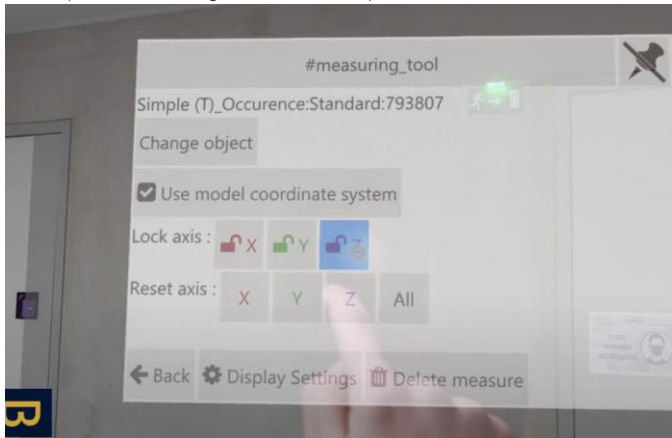 #measuring_tool
Simple (T)_Occurence:Standard:793807
Change object
Use model coordinate system
Lock axis : X Y Z
Reset axis : X Y Z All
Back Display Settings Delete measure